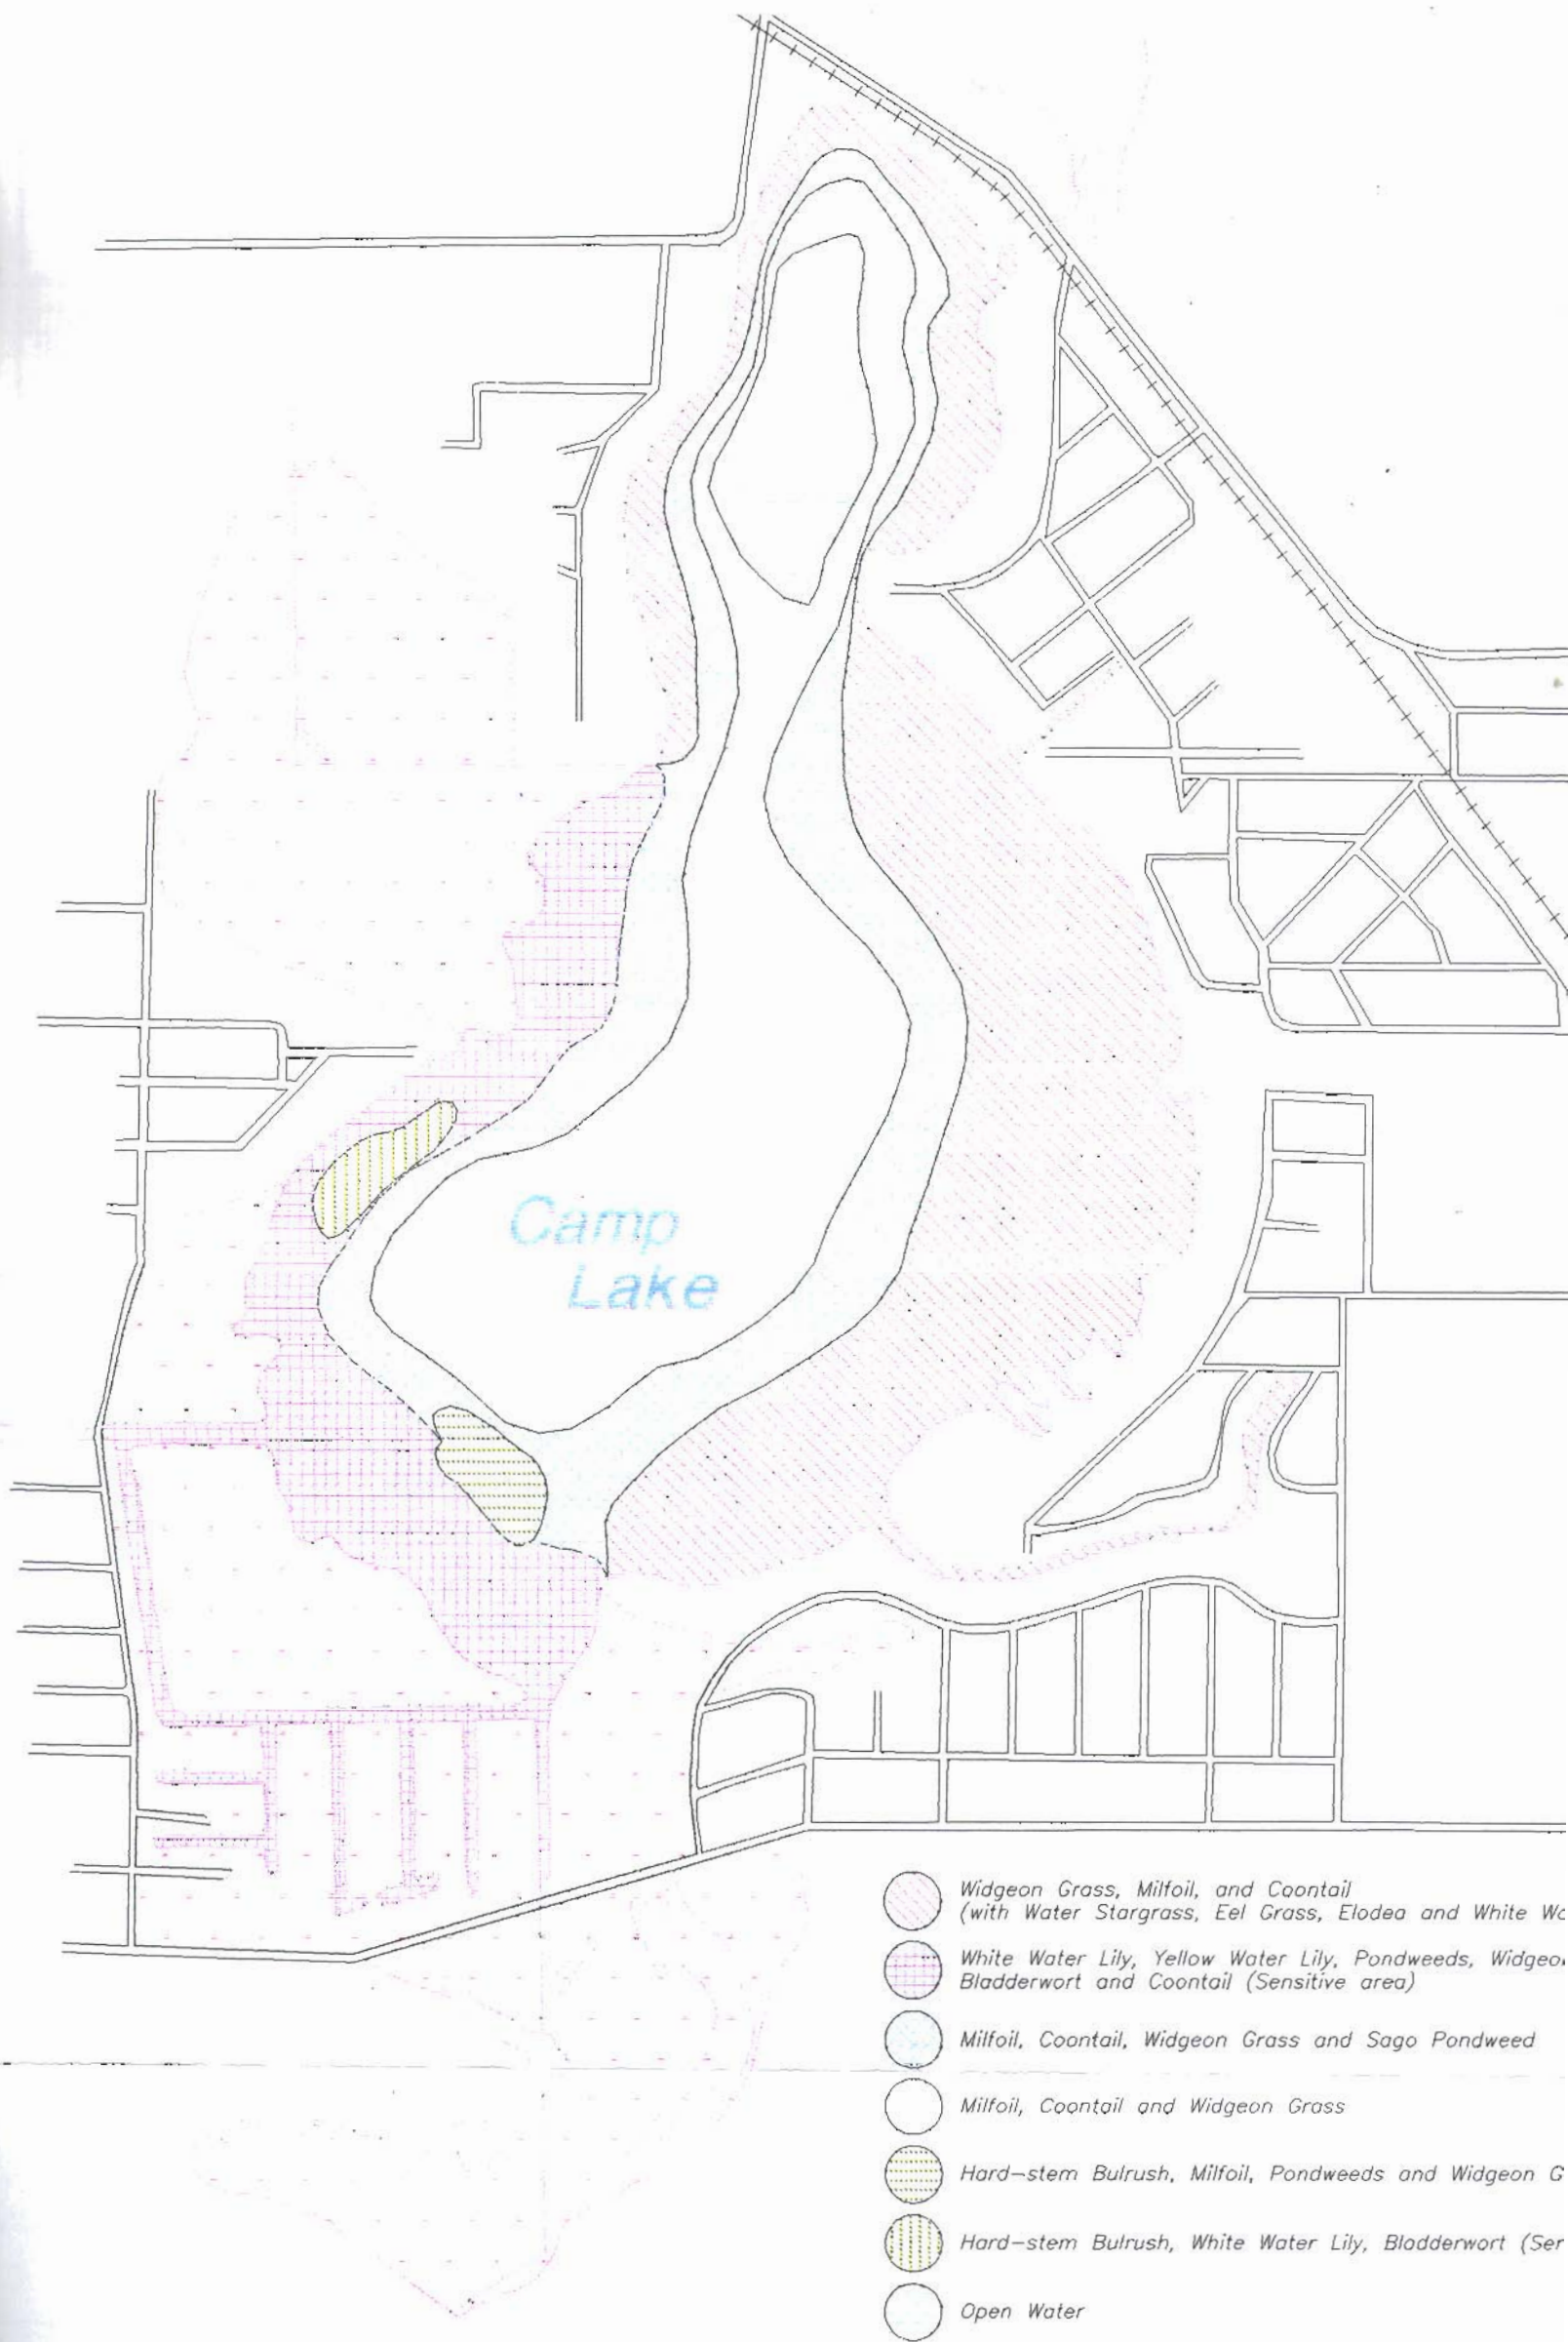 Camp
Lake
Widgeon Grass, Milfoil, and Coontail
(with Water Stargrass, Eel Grass, Elodea and White
White Water Lily, Yellow Water Lily, Pondweeds,
Bladderwort and Coontail (Sensitive area)
Milfoil, Coontail, Widgeon Grass and Sago Pondweed
Milfoil, Coontail and Widgeon Grass
Hard-stem Bulrush, Milfoil, Pondweeds and Widgeon
Hard-stem Bulrush, White Water Lily, Bladderwort
Open Water